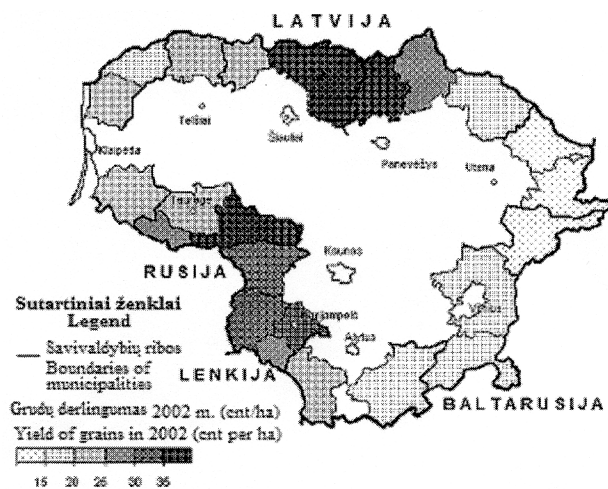 LATVIJA
Telšiai
Šiauliai
Klaipėda
Panevėžys
Utena
Tauragė
Kaunas
RUSIJA
Vilnius
Sutartiniai ženklai
Legend
Marijampolė
Alytus
Savivaldybių ribos
Boundaries of
municipalities
LENKIJA
BALTARUSIJA
Grudų derlingumas 2002 m. (cnt/ha)
Yield of grains in 2002 (cnt per ha)
15 20 25 30 35